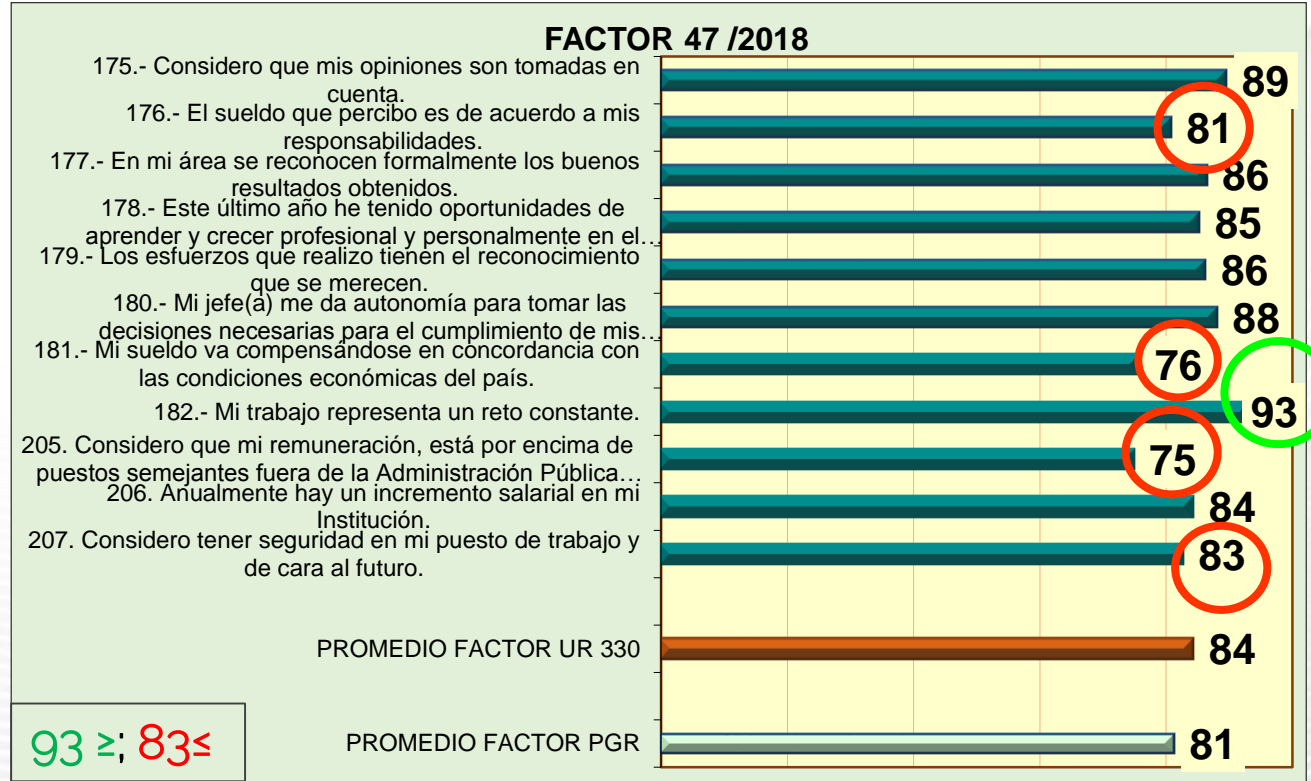 FACTOR 47 /2018
175.- Considero que mis opiniones son tomadas en
cuenta.
89
176.- El sueldo que percibo es de acuerdo a mis
responsabilidades.
81
177.- En mi área se reconocen formalmente los buenos
resultados obtenidos.
86
178.- Este último año he tenido oportunidades de
aprender y crecer profesional y personalmente en el…
85
179.- Los esfuerzos que realizo tienen el reconocimiento
que se merecen.
86
180.- Mi jefe(a) me da autonomía para tomar las
decisiones necesarias para el cumplimiento de mis…
88
181.- Mi sueldo va compensándose en concordancia con
las condiciones económicas del país.
76
182.- Mi trabajo representa un reto constante.
93
205. Considero que mi remuneración, está por encima de
puestos semejantes fuera de la Administración Pública…
75
206. Anualmente hay un incremento salarial en mi
Institución.
84
207. Considero tener seguridad en mi puesto de trabajo y
de cara al futuro.
83
PROMEDIO FACTOR UR 330
84
PROMEDIO FACTOR PGR
81
93 ≥; 83≤